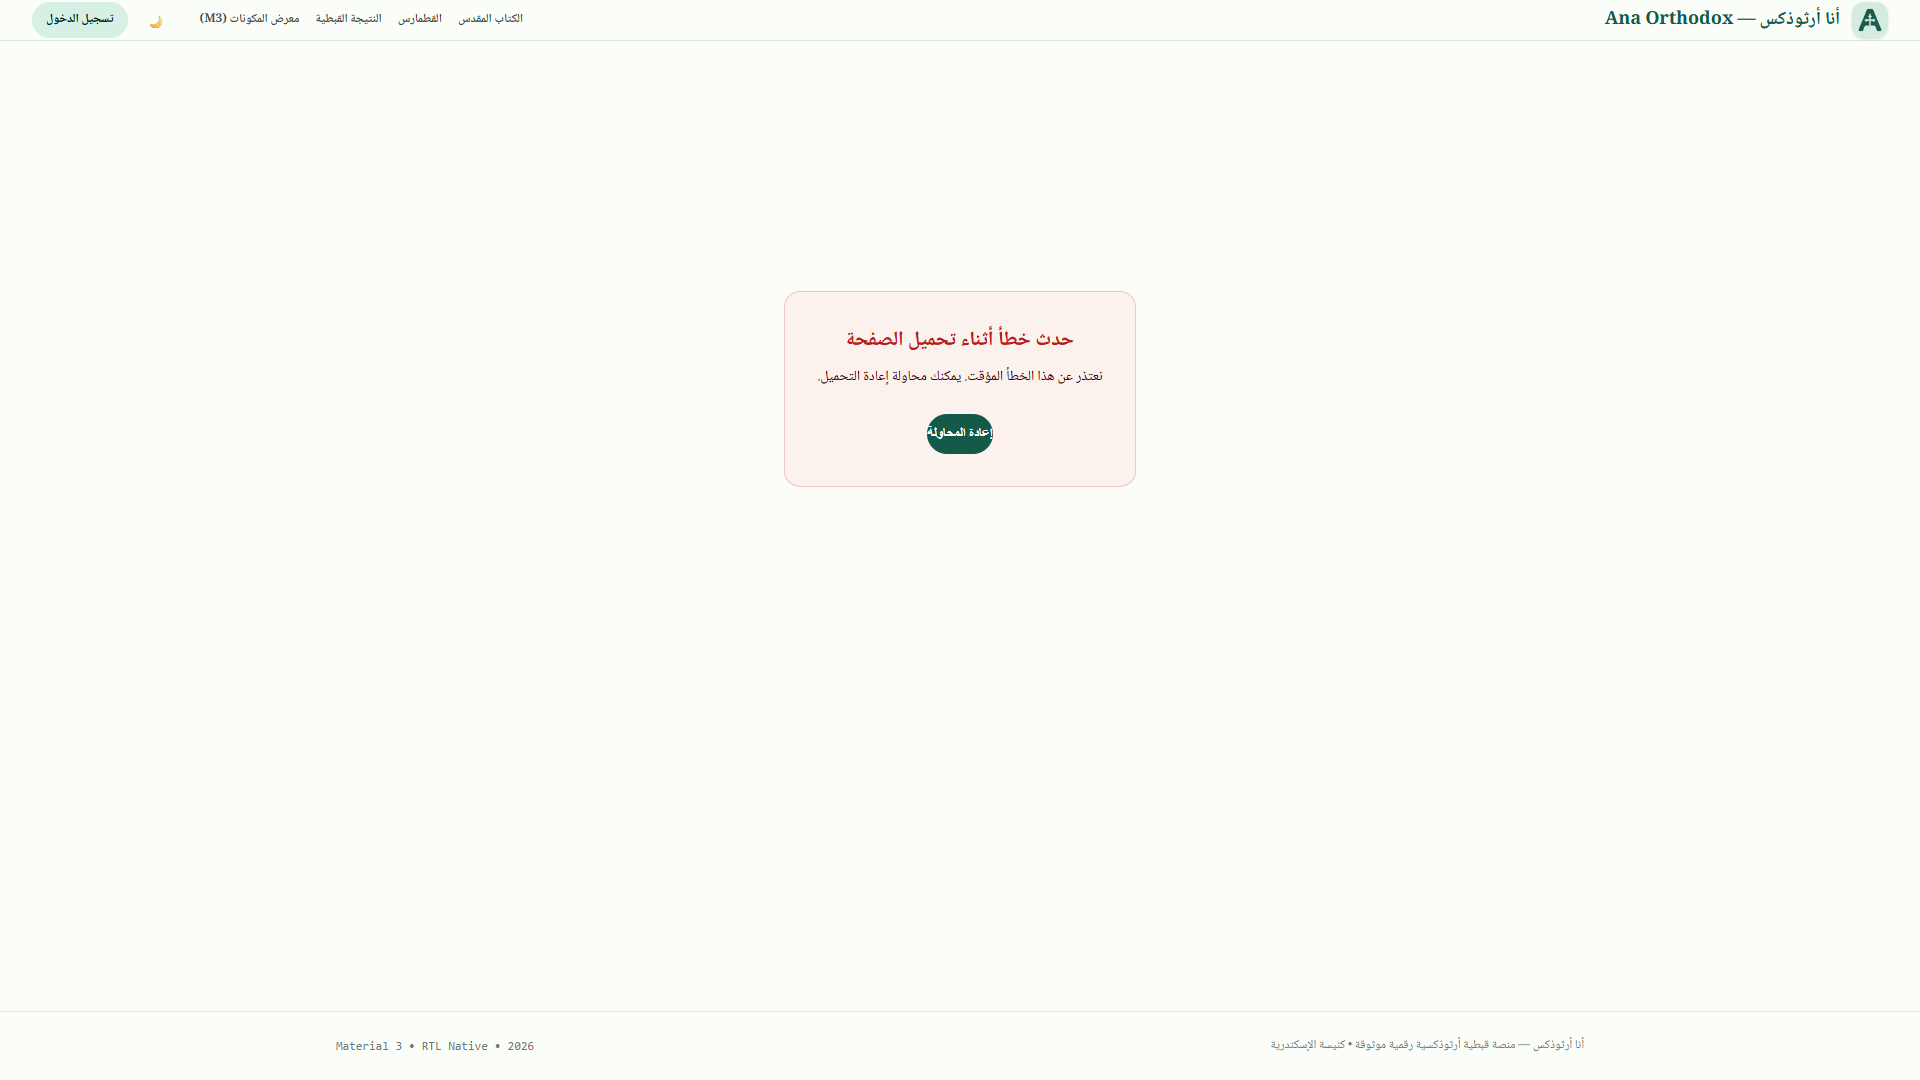 أنا أرثوذكس — Ana Orthodox
الكتاب المقدس
القطمارس
النتيجة القبطية
معرض المكونات (M3)
تسجيل الدخول
حدث خطأ أثناء تحميل الصفحة
نعتذر عن هذا الخطأ المؤقت. يمكنك محاولة إعادة التحميل.
إعادة المحاولة
أنا أرثوذكس — منصة قبطية أرثوذكسية رقمية موثوقة • كنيسة الإسكندرية
Material 3 • RTL Native • 2026